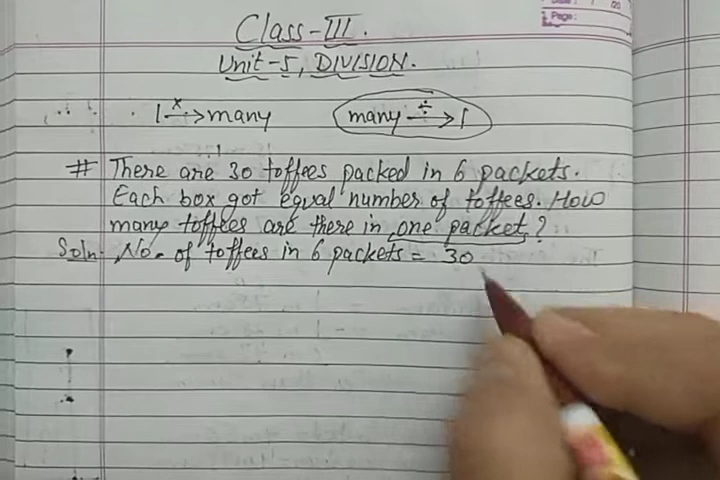 Page:
Class-III.
Unit-5, DIVISION.
1 x→ many many ÷→ 1
# There are 30 toffees packed in 6 packets.
Each box got equal number of toffees. How
many toffees are there in one packet?
Soln. No. of toffees in 6 packets = 30